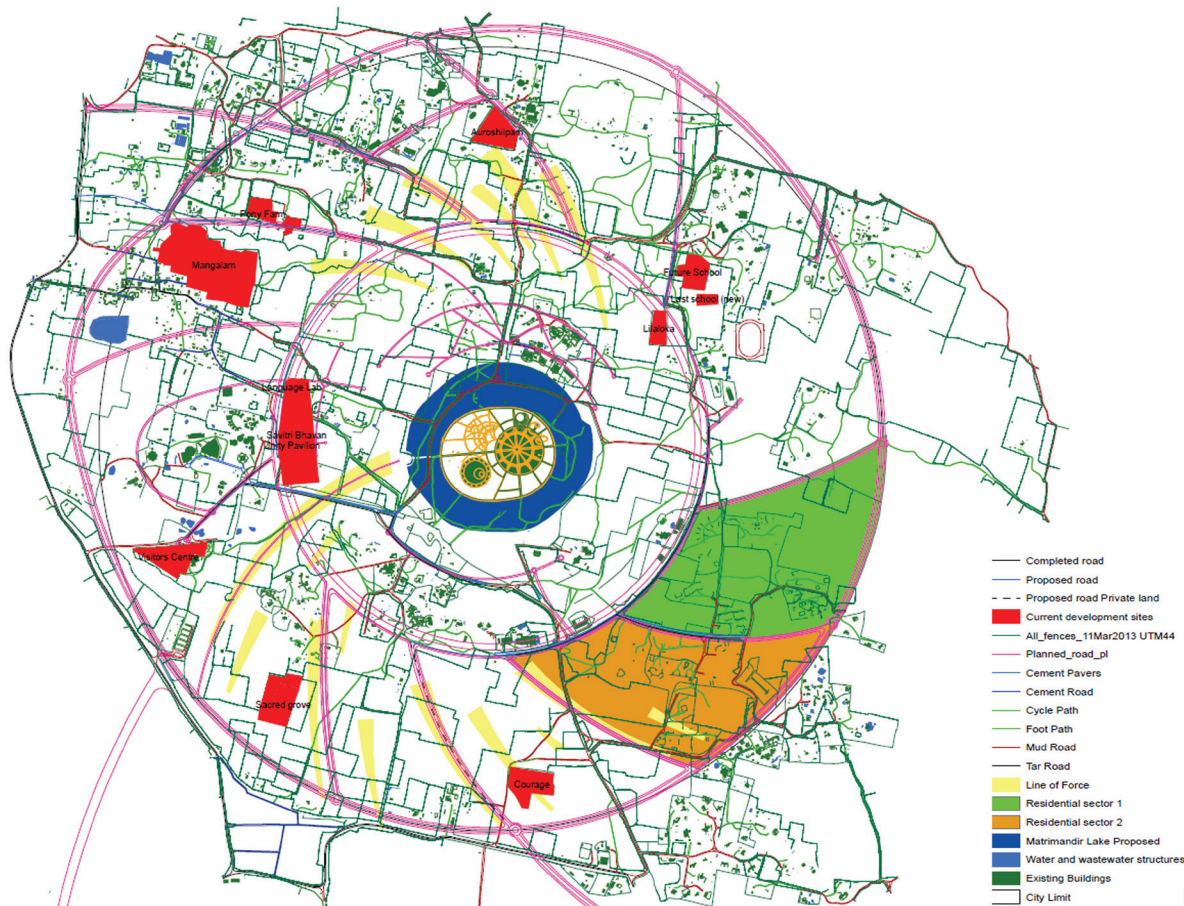 Auroshilpam
Pony Farm
Mangalam
Future School
Last school (new)
Lilaloka
Language Lab
Savitri Bhavan
Unity Pavilion
Visitors Centre
Sacred grove
Courage
Completed road
Proposed road
Proposed road Private land
Current development sites
All_fences_11Mar2013 UTM44
Planned_road_pl
Cement Pavers
Cement Road
Cycle Path
Foot Path
Mud Road
Tar Road
Line of Force
Residential sector 1
Residential sector 2
Matrimandir Lake Proposed
Water and wastewater structures
Existing Buildings
City Limit